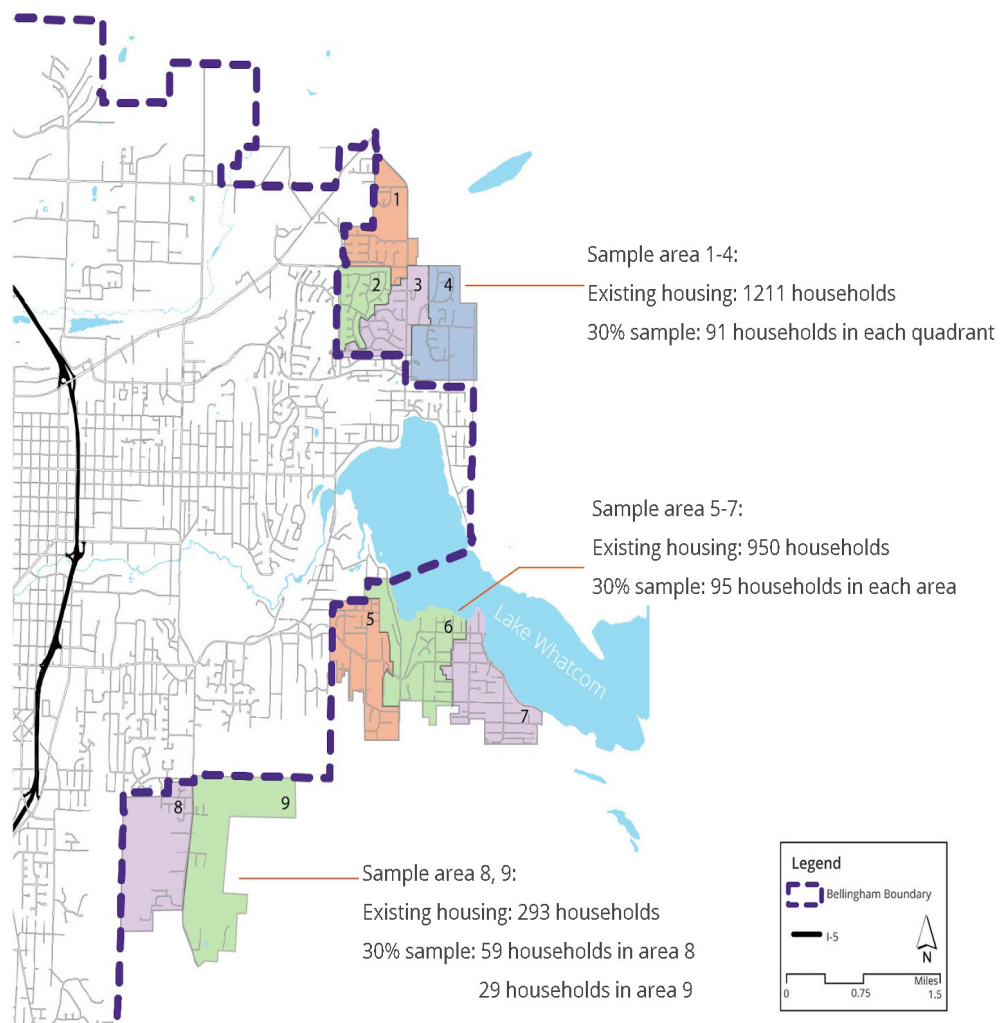 1
2
3
4
Sample area 1-4:
Existing housing: 1211 households
30% sample: 91 households in each quadrant
Sample area 5-7:
Existing housing: 950 households
30% sample: 95 households in each area
5
6
7
Lake Whatcom
8
9
Sample area 8, 9:
Existing housing: 293 households
30% sample: 59 households in area 8
29 households in area 9
Legend
Bellingham Boundary
I-5
N
Miles
0 0.75 1.5